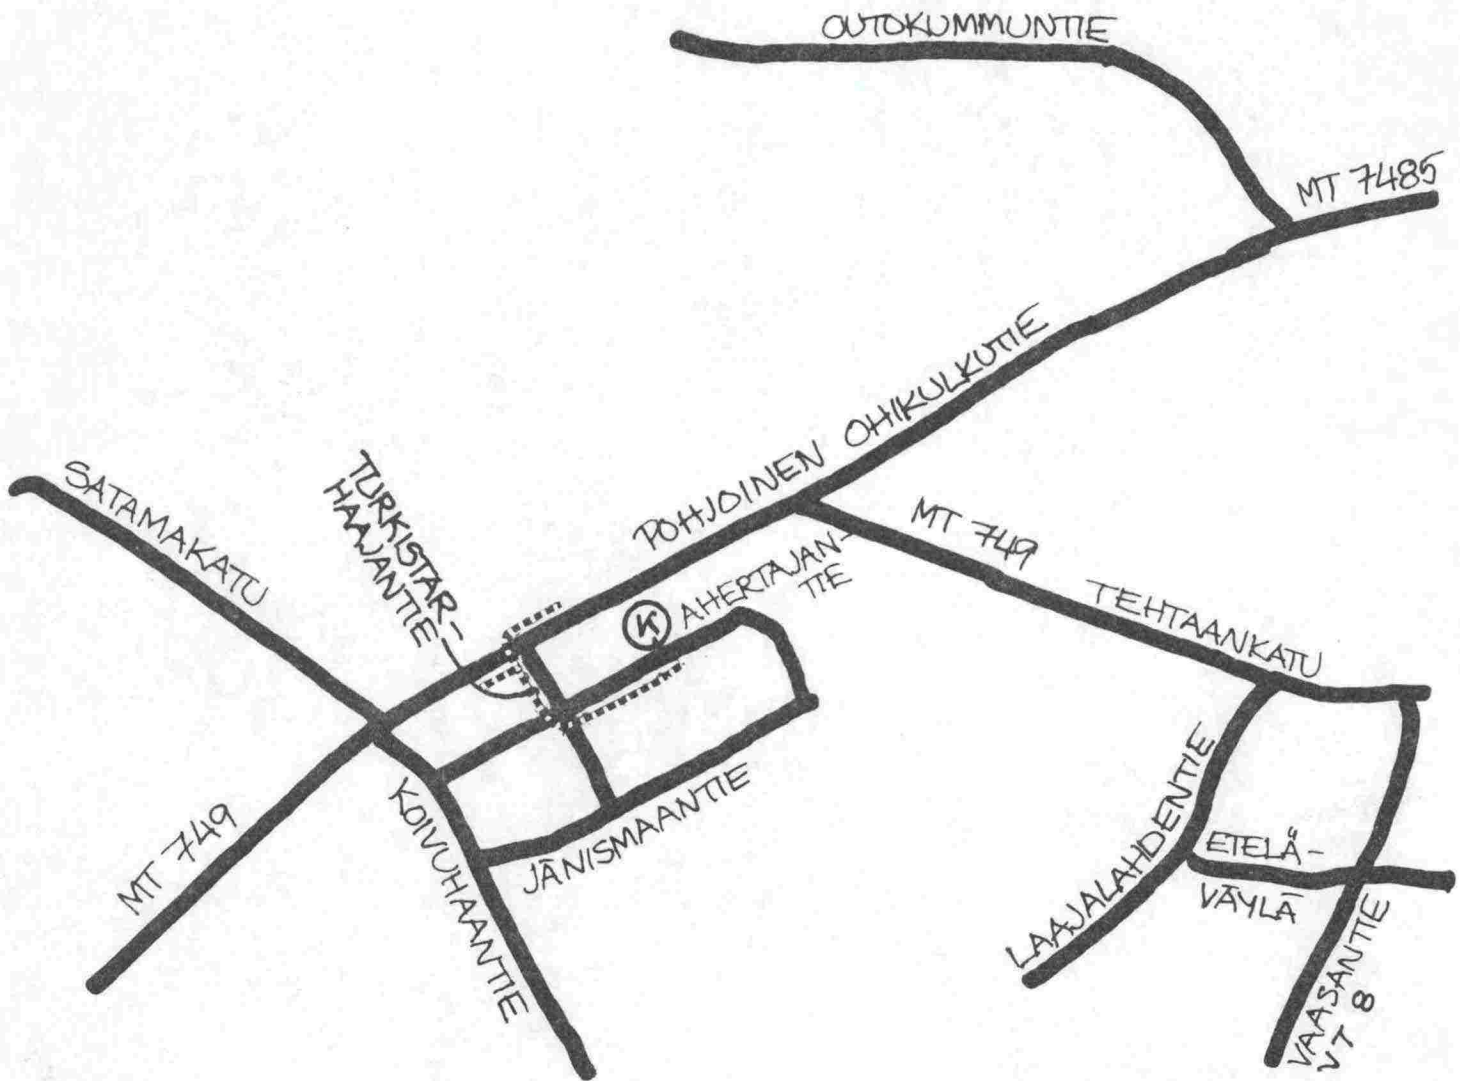 OUTOKUMMUNTIE
MT 7485
POHJOINEN OHIKULKUTIE
SATAMAKATU
TURKISTAR-
HAAJANTIE
K
AHERTAJAN-
TIE
MT 749
TEHTAANKATU
MT 749
KOIVUHAANTIE
JÄNISMAANTIE
LAAJALAHDENTIE
ETELÄ-
VÄYLÄ
VAASANTIE
VT 8